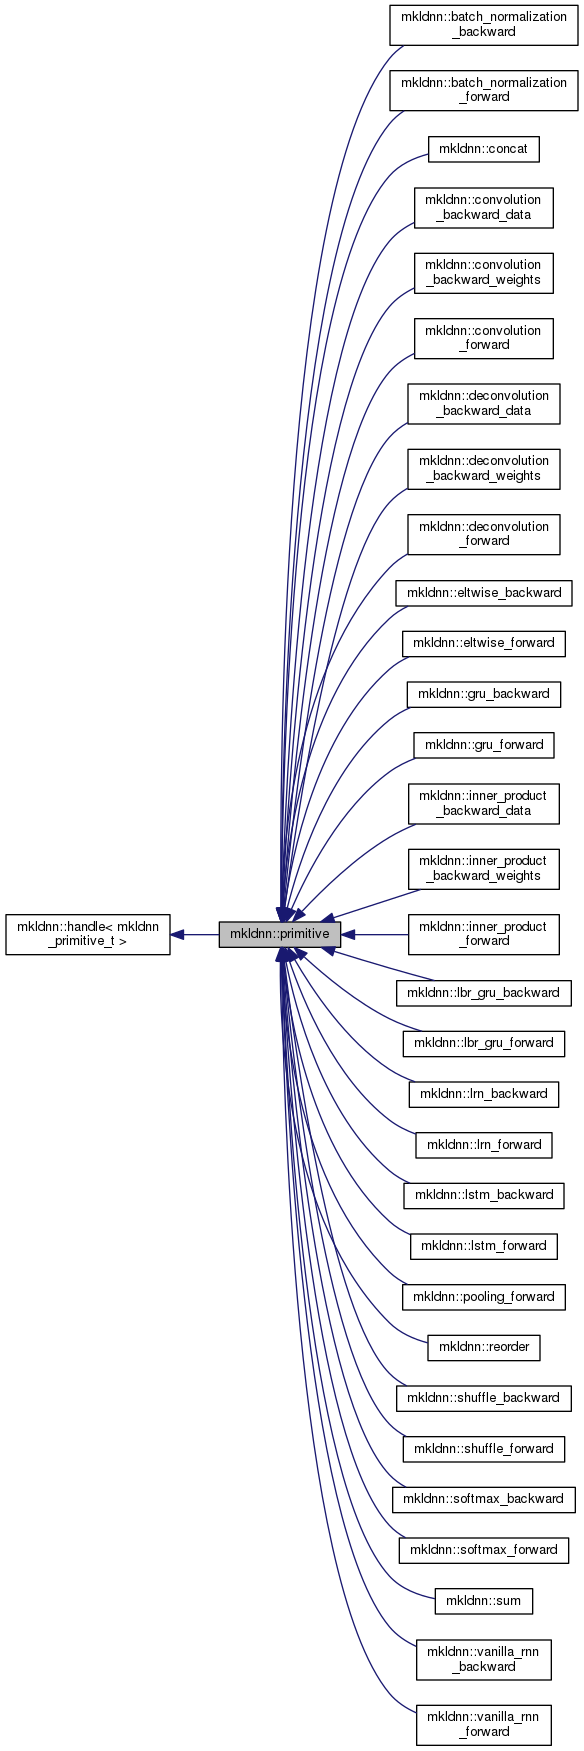 mkldnn::batch_normalization
_backward
mkldnn::batch_normalization
_forward
mkldnn::concat
mkldnn::convolution
_backward_data
mkldnn::convolution
_backward_weights
mkldnn::convolution
_forward
mkldnn::deconvolution
_backward_data
mkldnn::deconvolution
_backward_weights
mkldnn::deconvolution
_forward
mkldnn::eltwise_backward
mkldnn::eltwise_forward
mkldnn::gru_backward
mkldnn::gru_forward
mkldnn::inner_product
_backward_data
mkldnn::inner_product
_backward_weights
mkldnn::handle< mkldnn
_primitive_t >
mkldnn::primitive
mkldnn::inner_product
_forward
mkldnn::lbr_gru_backward
mkldnn::lbr_gru_forward
mkldnn::lrn_backward
mkldnn::lrn_forward
mkldnn::lstm_backward
mkldnn::lstm_forward
mkldnn::pooling_forward
mkldnn::reorder
mkldnn::shuffle_backward
mkldnn::shuffle_forward
mkldnn::softmax_backward
mkldnn::softmax_forward
mkldnn::sum
mkldnn::vanilla_rnn
_backward
mkldnn::vanilla_rnn
_forward